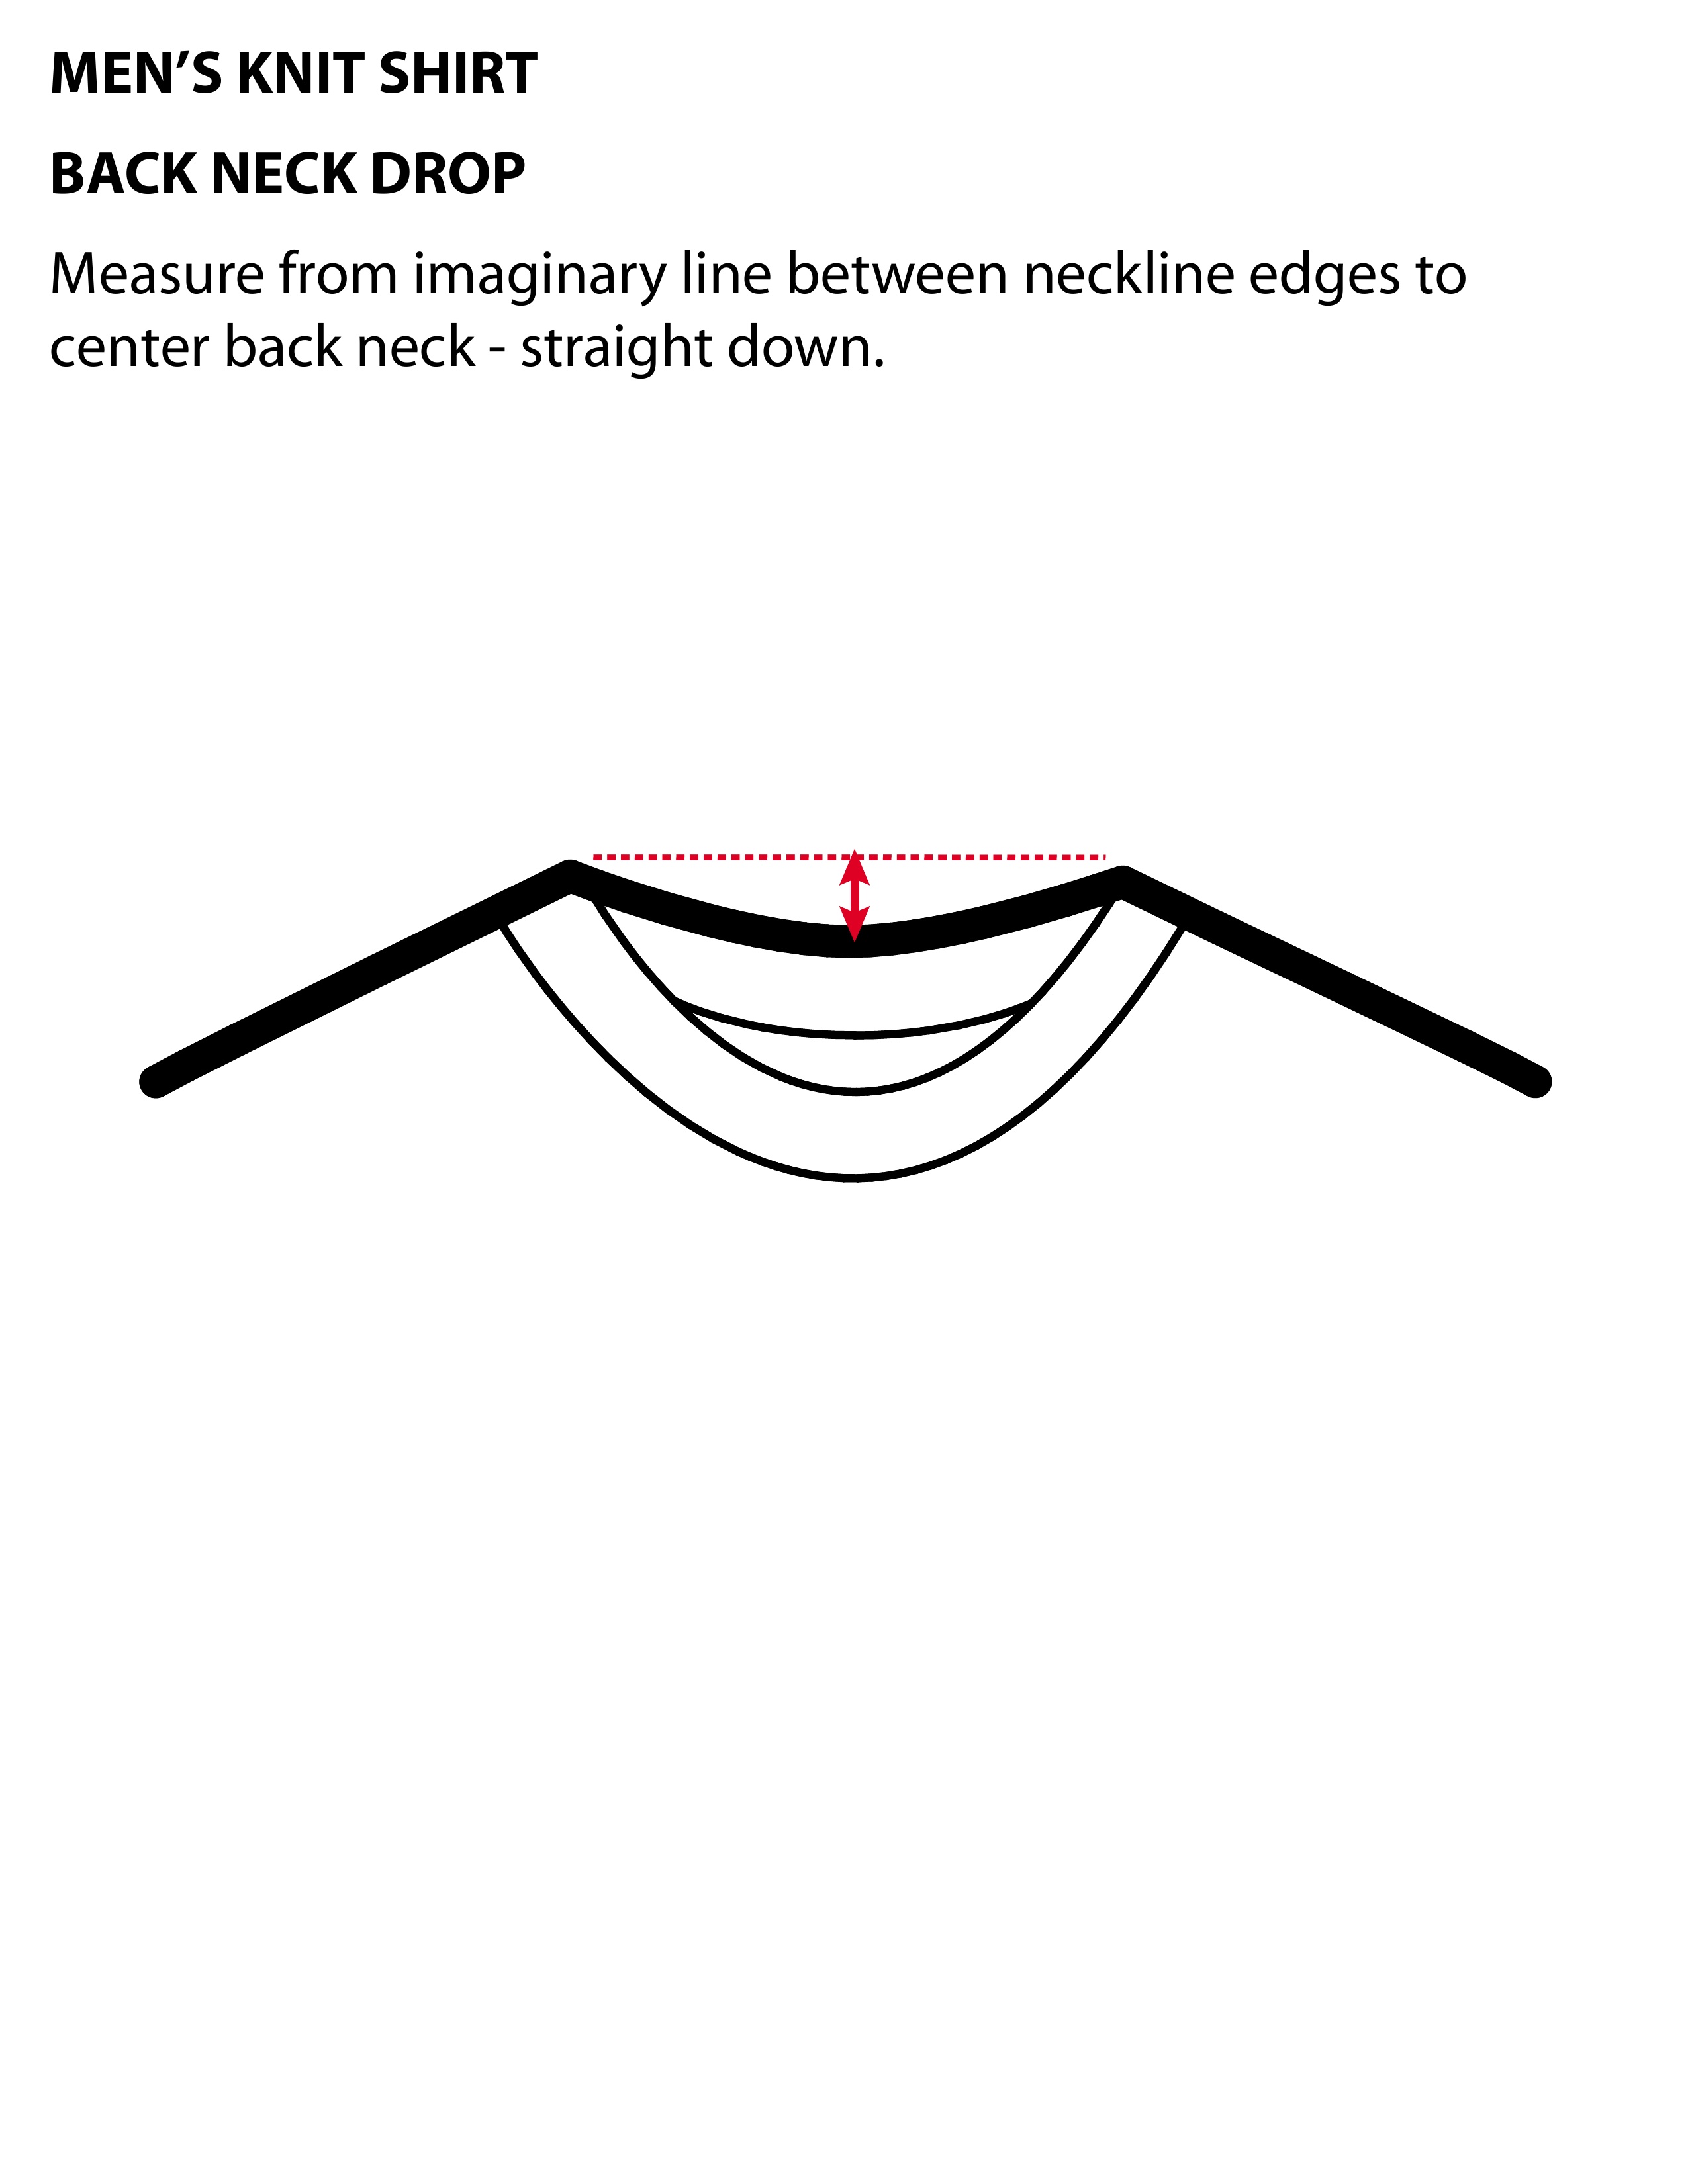 MEN’S KNIT SHIRT
BACK NECK DROP
Measure from imaginary line between neckline edges to
center back neck - straight down.